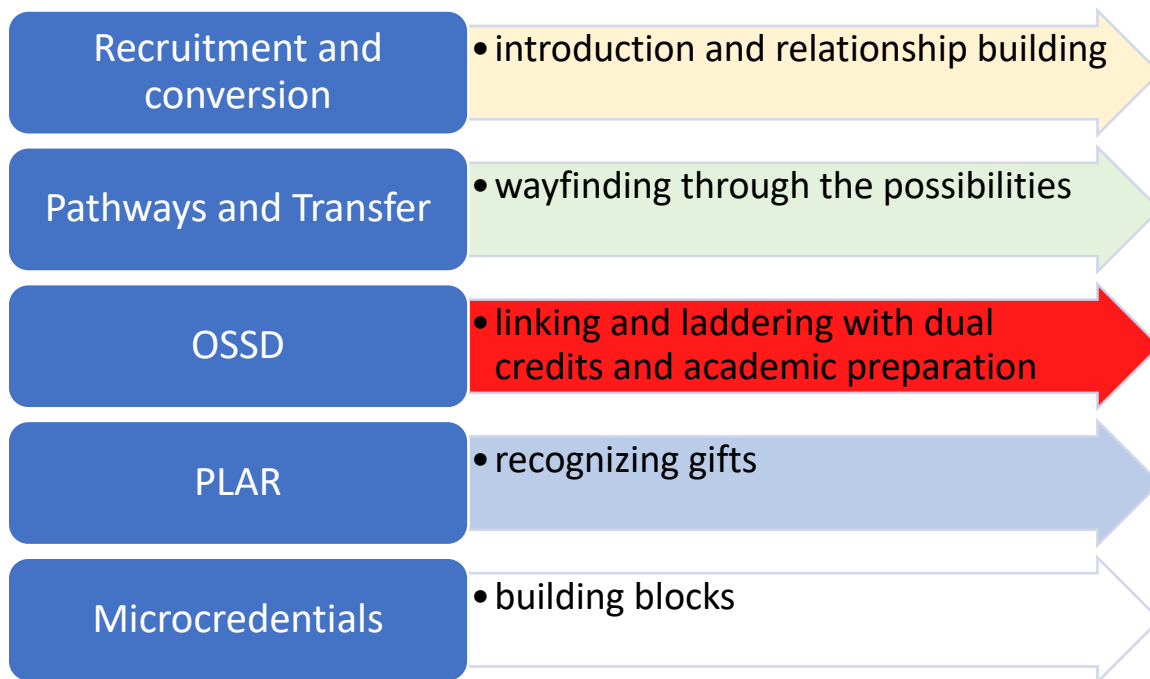 Recruitment and
conversion
• introduction and relationship building
Pathways and Transfer
• wayfinding through the possibilities
OSSD
• linking and laddering with dual
credits and academic preparation
PLAR
• recognizing gifts
Microcredentials
• building blocks